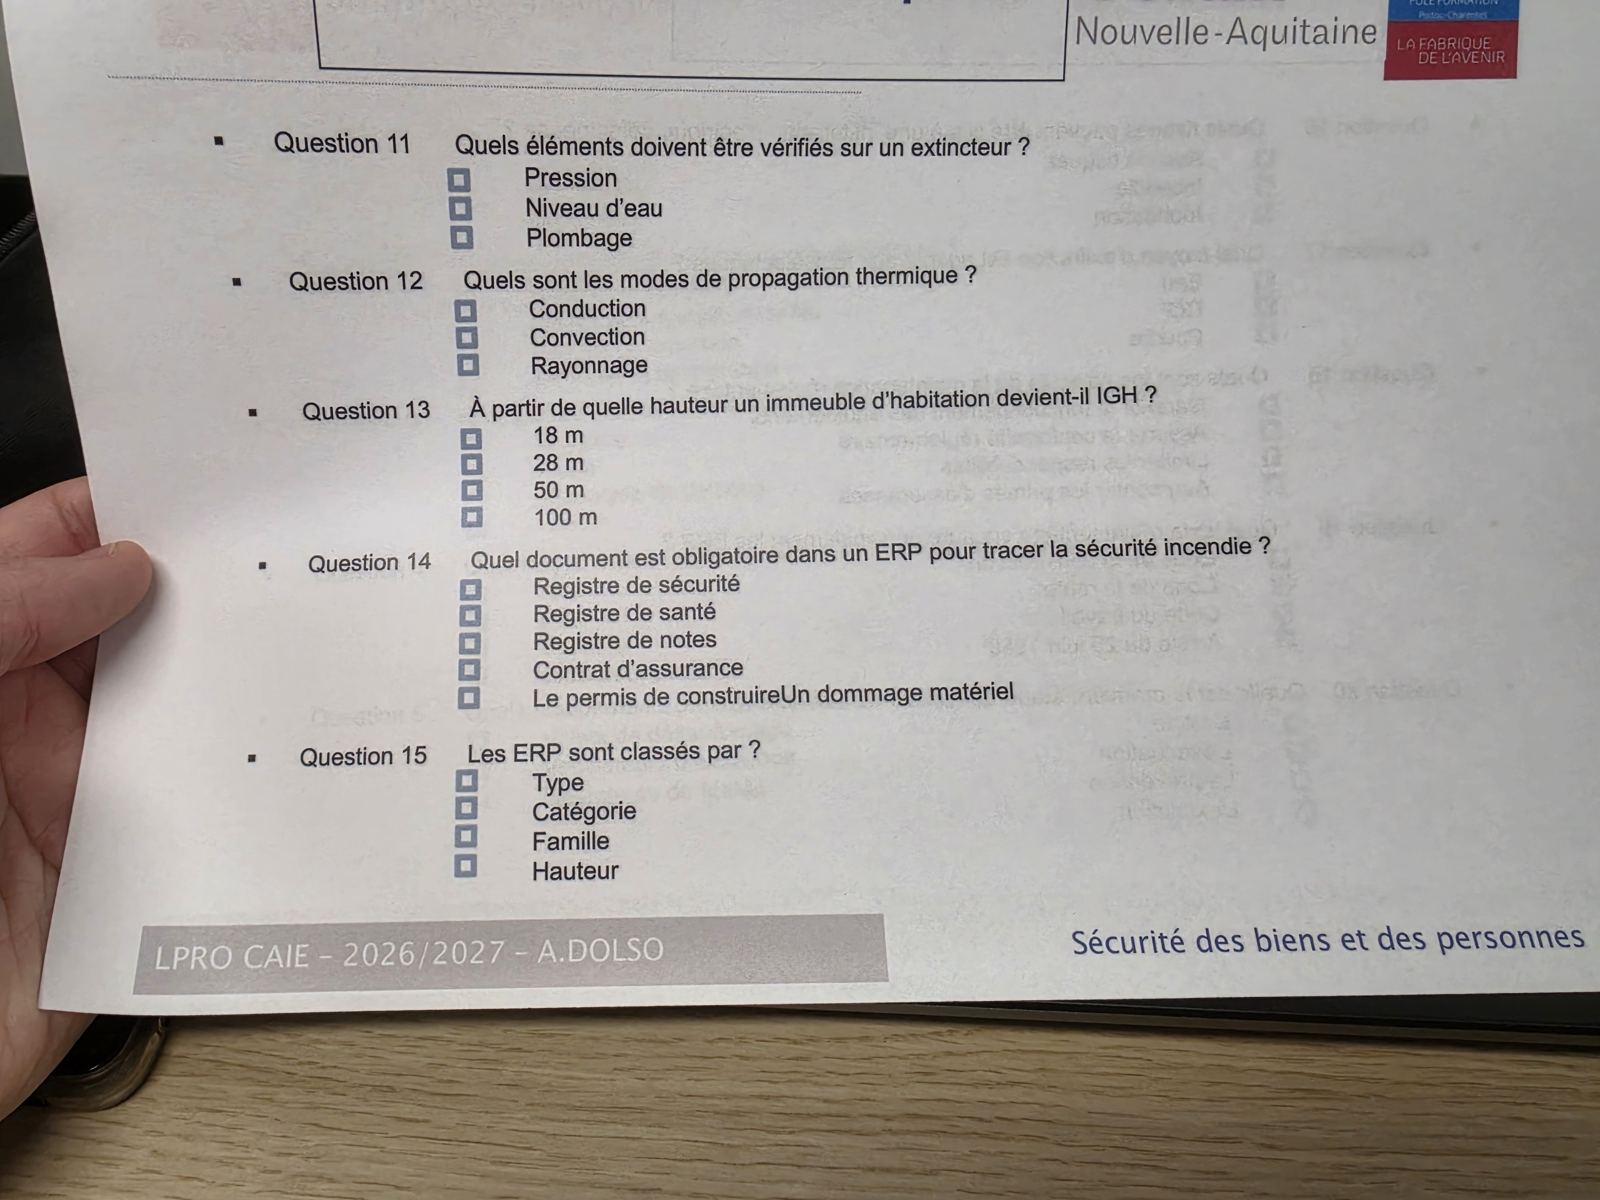 Nouvelle-Aquitaine
PÔLE FORMATION
Poitou-Charentes
LA FABRIQUE
DE L'AVENIR
▪ Question 11 Quels éléments doivent être vérifiés sur un extincteur ?
Pression
Niveau d'eau
Plombage
▪ Question 12 Quels sont les modes de propagation thermique ?
Conduction
Convection
Rayonnage
▪ Question 13 À partir de quelle hauteur un immeuble d'habitation devient-il IGH ?
18 m
28 m
50 m
100 m
▪ Question 14 Quel document est obligatoire dans un ERP pour tracer la sécurité incendie ?
Registre de sécurité
Registre de santé
Registre de notes
Contrat d'assurance
Le permis de construireUn dommage matériel
▪ Question 15 Les ERP sont classés par ?
Type
Catégorie
Famille
Hauteur
LPRO CAIE – 2026/2027 – A.DOLSO
Sécurité des biens et des personnes